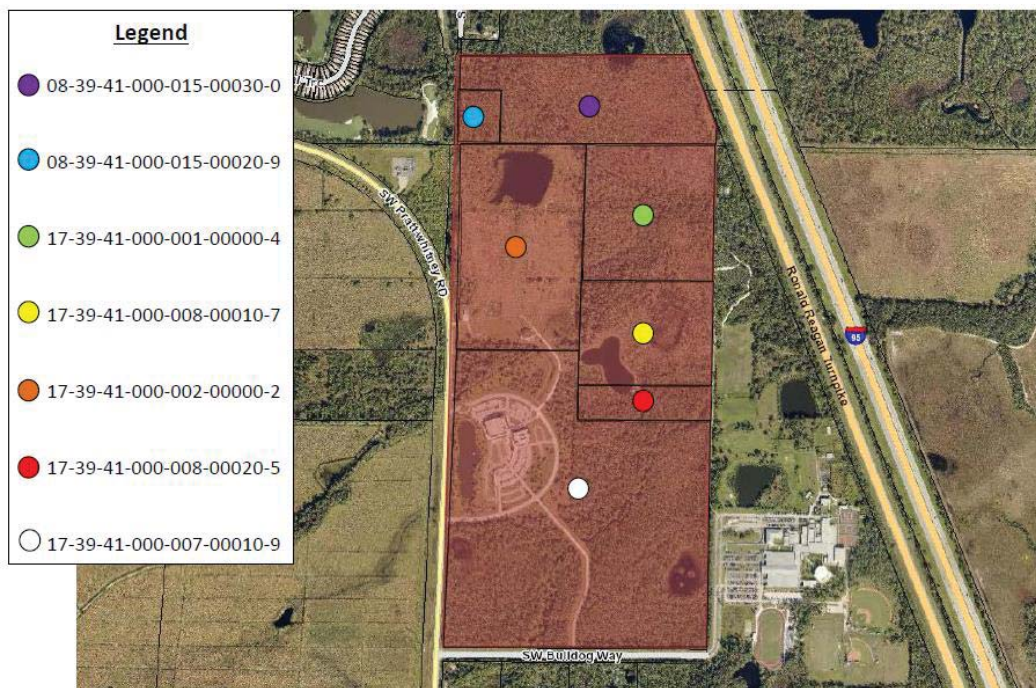 Legend
08-39-41-000-015-00030-0
08-39-41-000-015-00020-9
17-39-41-000-001-00000-4
17-39-41-000-008-00010-7
17-39-41-000-002-00000-2
17-39-41-000-008-00020-5
17-39-41-000-007-00010-9
SW Pratt whitney RD
Ronald Reagan Turnpike
95
SW Bulldog Way